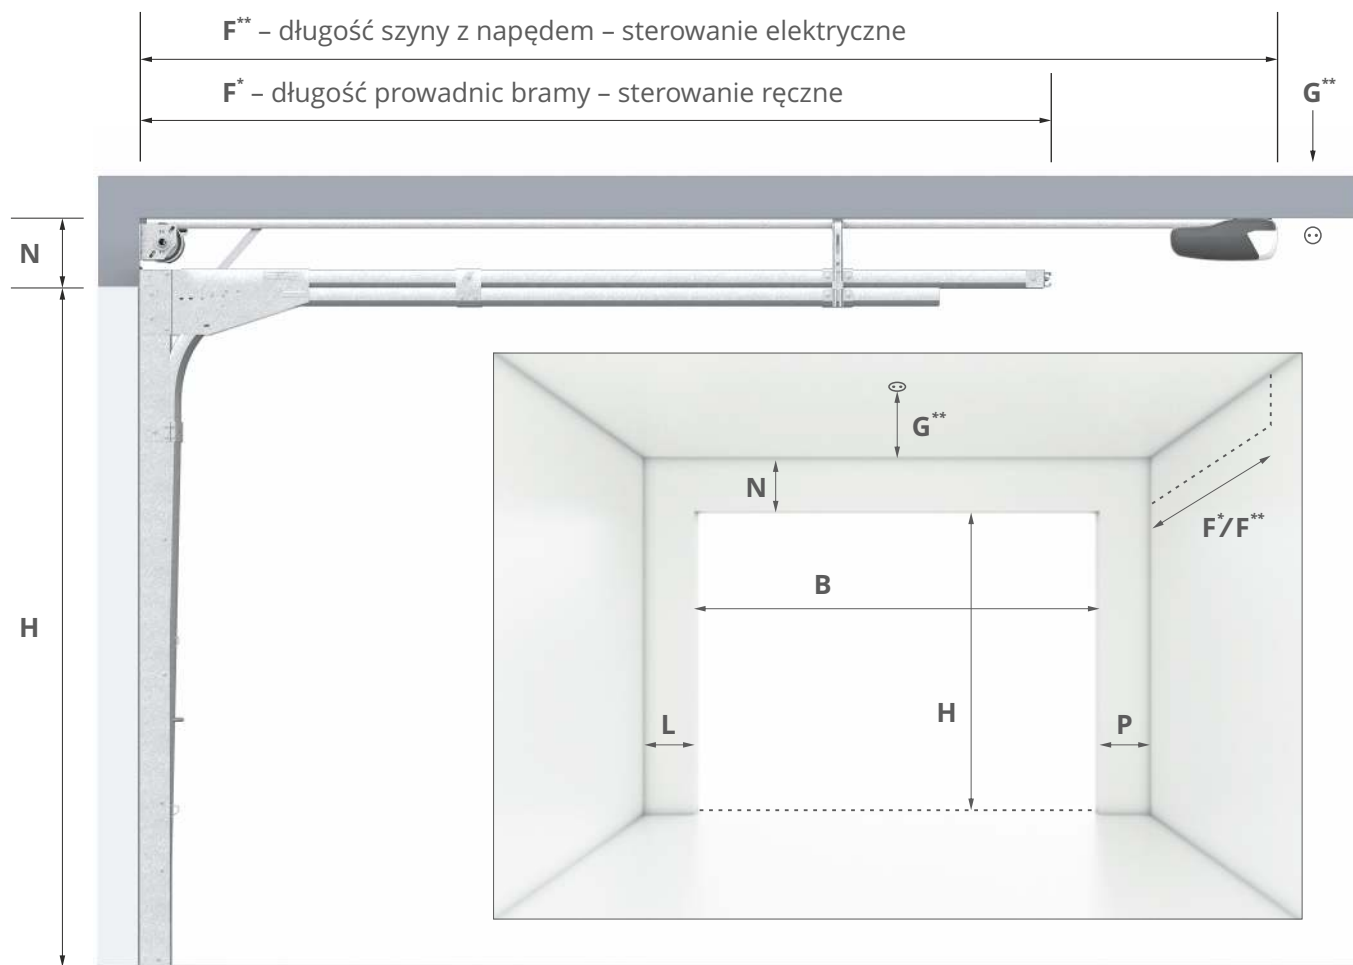 F** – długość szyny z napędem – sterowanie elektryczne
F* – długość prowadnic bramy – sterowanie ręczne
G**
N
H
G**
N
F*/F**
B
H
L
P